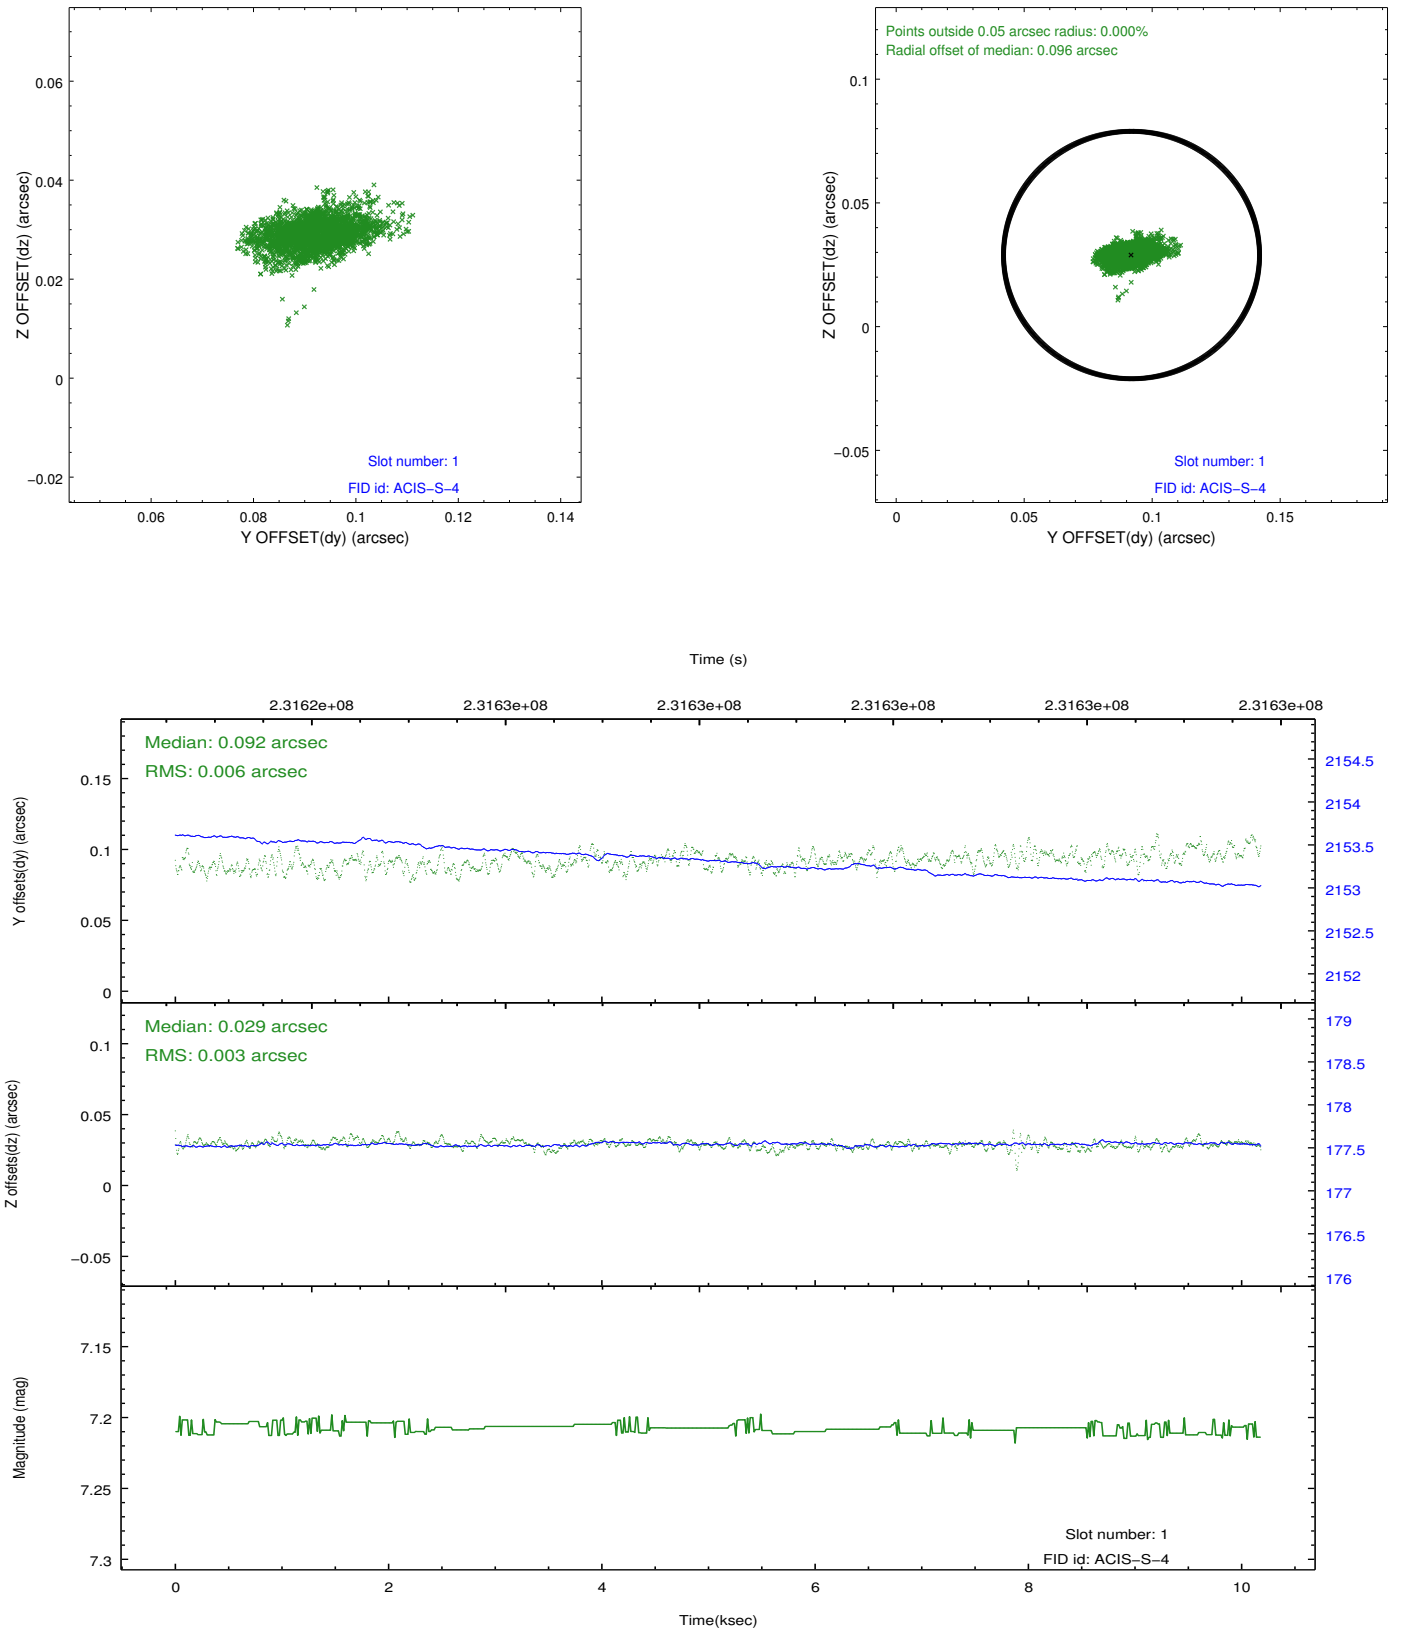 0.06
0.04
0.02
0
−0.02
Z OFFSET(dz) (arcsec)
Slot number: 1
FID id: ACIS−S−4
0.06 0.08 0.1 0.12 0.14
Y OFFSET(dy) (arcsec)
Points outside 0.05 arcsec radius: 0.000%
Radial offset of median: 0.096 arcsec
0.1
0.05
0
−0.05
Z OFFSET(dz) (arcsec)
Slot number: 1
FID id: ACIS−S−4
0 0.05 0.1 0.15
Y OFFSET(dy) (arcsec)
Time (s)
2.3162e+08 2.3163e+08 2.3163e+08 2.3163e+08 2.3163e+08 2.3163e+08
Median: 0.092 arcsec
RMS: 0.006 arcsec
0.15
0.1
0.05
0
Y offsets(dy) (arcsec)
2154.5
2154
2153.5
2153
2152.5
2152
Median: 0.029 arcsec
RMS: 0.003 arcsec
0.1
0.05
0
−0.05
Z offsets(dz) (arcsec)
179
178.5
178
177.5
177
176.5
176
7.15
7.2
7.25
7.3
Magnitude (mag)
Slot number: 1
FID id: ACIS−S−4
0 2 4 6 8 10
Time(ksec)